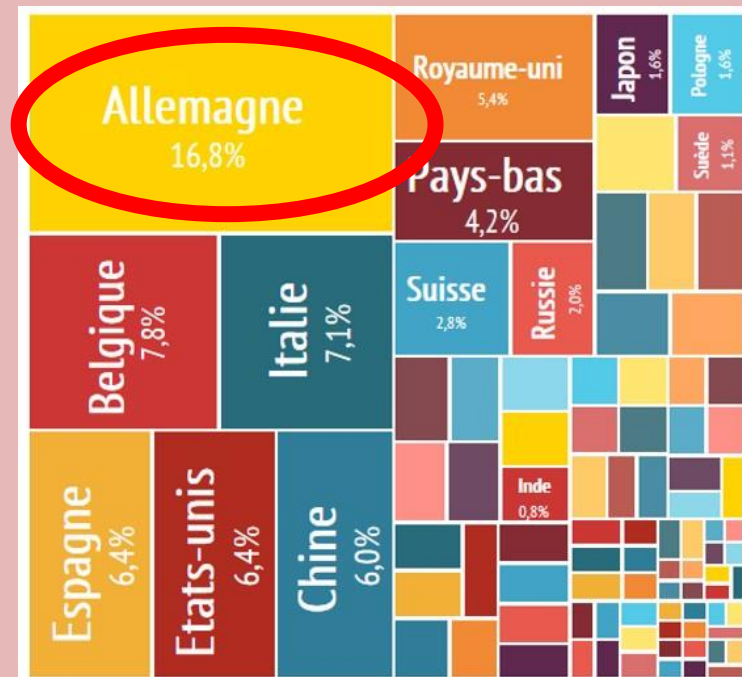 Allemagne
16,8%
Belgique
7,8%
Italie
7,1%
Espagne
6,4%
Etats-unis
6,4%
Chine
6,0%
Royaume-uni
5,4%
Pays-bas
4,2%
Suisse
2,8%
Russie
2,0%
Japon
1,6%
Pologne
1,6%
Suède
1,1%
Inde
0,8%